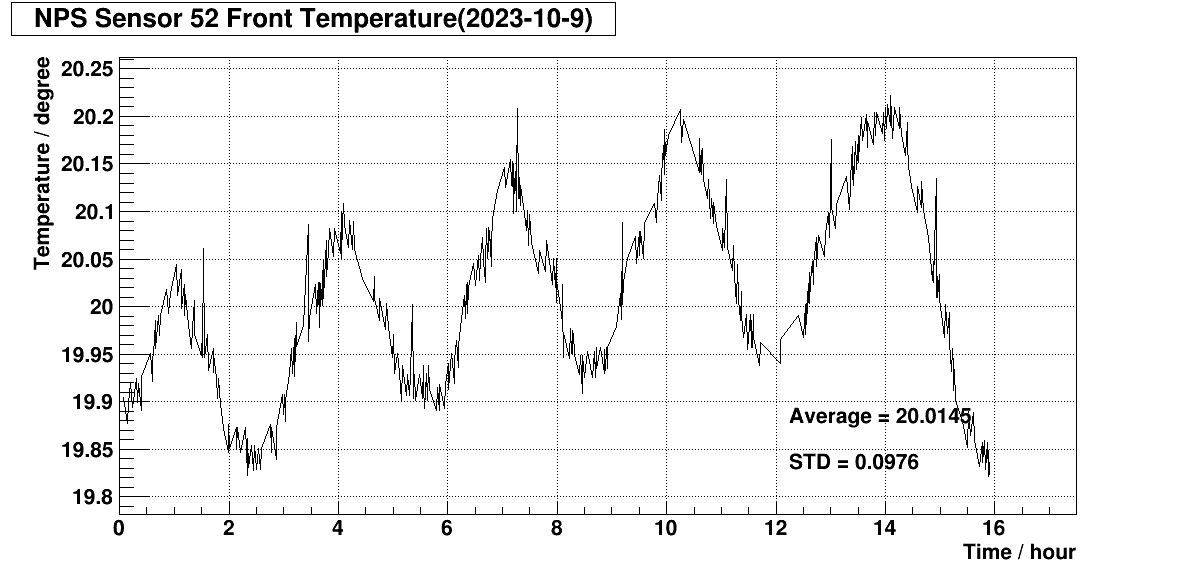 NPS Sensor 52 Front Temperature(2023-10-9)
Temperature / degree
20.25
20.2
20.15
20.1
20.05
20
19.95
19.9
19.85
19.8
Average = 20.0145
STD = 0.0976
0 2 4 6 8 10 12 14 16
Time / hour